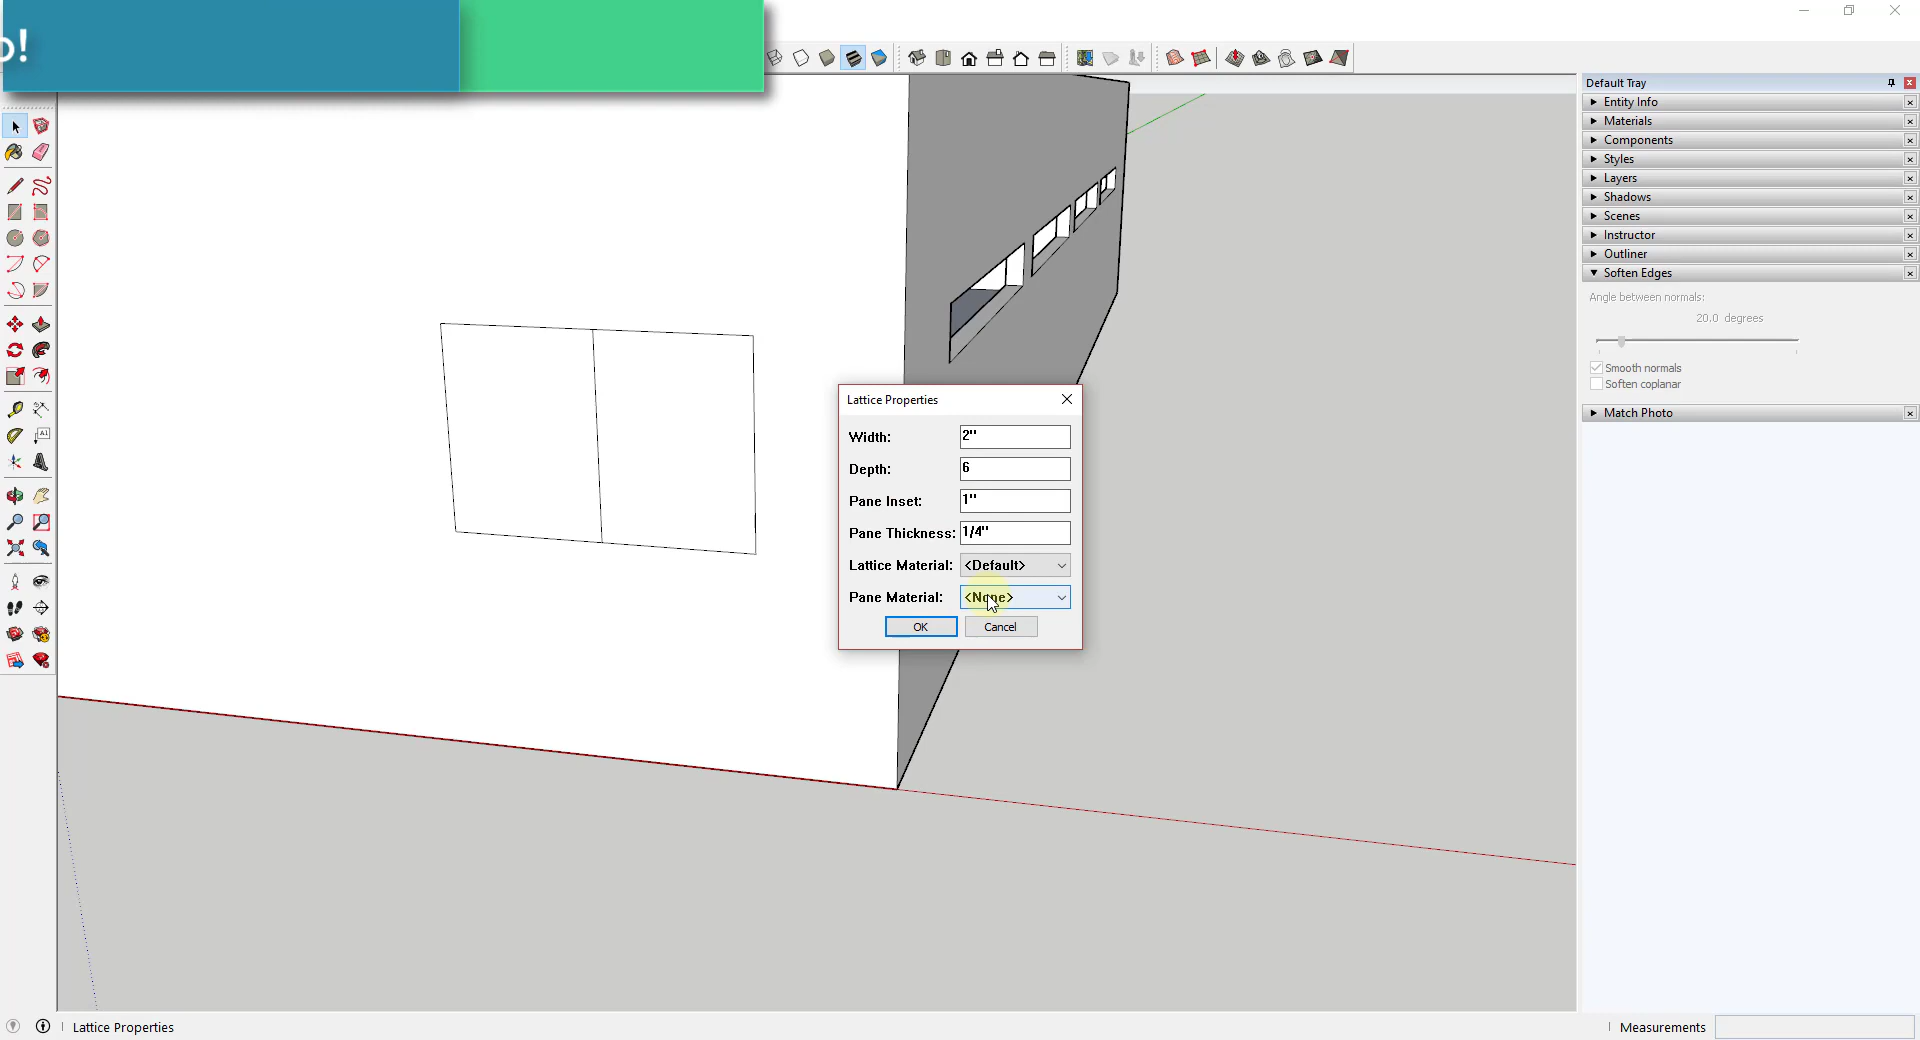 o!
Default Tray
Entity Info
Materials
Components
Styles
Layers
Shadows
Scenes
Instructor
Outliner
Soften Edges
Angle between normals:
20.0 degrees
Smooth normals
Soften coplanar
Match Photo
Lattice Properties
Width: 2"
Depth: 6
Pane Inset: 1"
Pane Thickness: 1/4"
Lattice Material: <Default>
Pane Material: <None>
OK Cancel
A1
Lattice Properties
Measurements